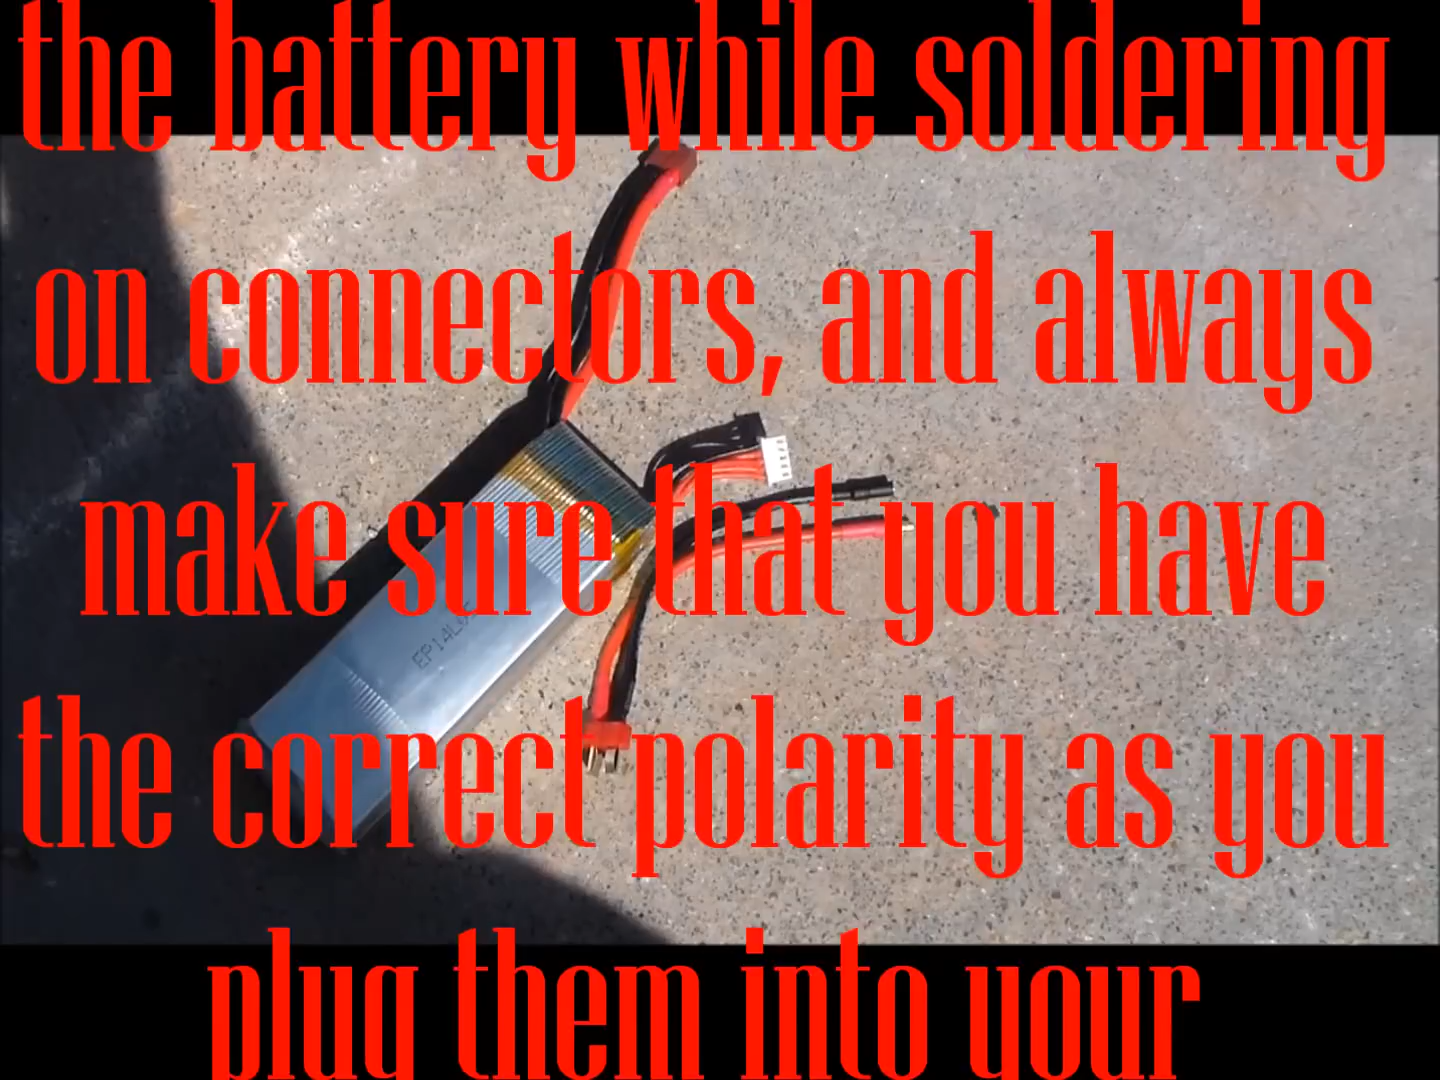 the battery while soldering
on connectors, and always
make sure that you have
the correct polarity as you
plug them into your
EP14L05